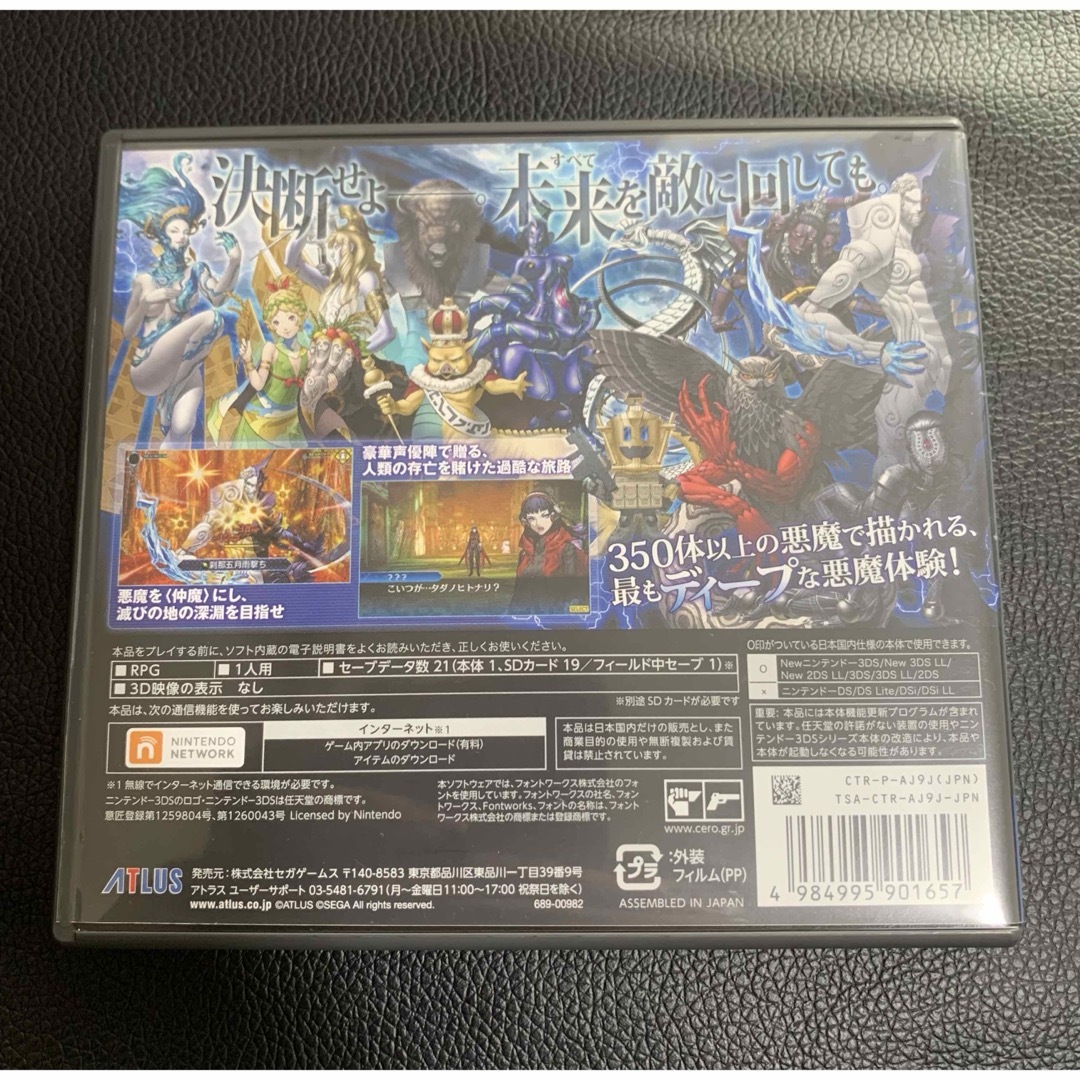 すべて
決断せよ――。未来を敵に回しても。
豪華声優陣で贈る、
人類の存亡を賭けた過酷な旅路
刹那五月雨撃ち
???
こいつが…タダノヒトナリ?
SELECT
悪魔を〈仲魔〉にし、
滅びの地の深淵を目指せ
350体以上の悪魔で描かれる、
最もディープな悪魔体験!
本品をプレイする前に、ソフト内蔵の電子説明書をよくお読みいただき、正しくお使いください。
■RPG ■1人用 ■セーブデータ数 21(本体 1、SDカード 19/フィールド中セーブ 1)※
■3D映像の表示 なし
※別途SDカードが必要です
本品は、次の通信機能を使ってお楽しみいただけます。
NINTENDO
NETWORK
インターネット※1
ゲーム内アプリのダウンロード(有料)
アイテムのダウンロード
本品は日本国内だけの販売とし、また
商業目的の使用や無断複製および賃
貸は禁止されています。
O印がついている日本国内仕様の本体で使用できます。
O Newニンテンドー3DS/New 3DS LL/
New 2DS LL/3DS/3DS LL/2DS
× ニンテンドーDS/DS Lite/DSi/DSi LL
重要: 本品には本体機能更新プログラムが含まれ
ています。任天堂の許諾がない装置の使用やニン
テンドー3DSシリーズ本体の改造により、本品や
本体が起動しなくなる可能性があります。
※1 無線でインターネット通信できる環境が必要です。
ニンテンドー3DSのロゴ・ニンテンドー3DSは任天堂の商標です。
意匠登録第1259804号、第1260043号 Licensed by Nintendo
本ソフトウェアでは、フォントワークス株式会社のフォ
ントを使用しています。フォントワークスの社名、フォン
トワークス、Fontworks、フォントの名称は、フォント
ワークス株式会社の商標または登録商標です。
www.cero.gr.jp
CTR-P-AJ9J(JPN)
TSA-CTR-AJ9J-JPN
ATLUS
発売元:株式会社セガゲームス 〒140-8583 東京都品川区東品川一丁目39番9号
アトラス ユーザーサポート 03-5481-6791(月〜金曜日11:00〜17:00 祝祭日を除く)
www.atlus.co.jp ©ATLUS ©SEGA All rights reserved. 689-00982
プラ
:外装
フィルム(PP)
ASSEMBLED IN JAPAN
4 984995 901657